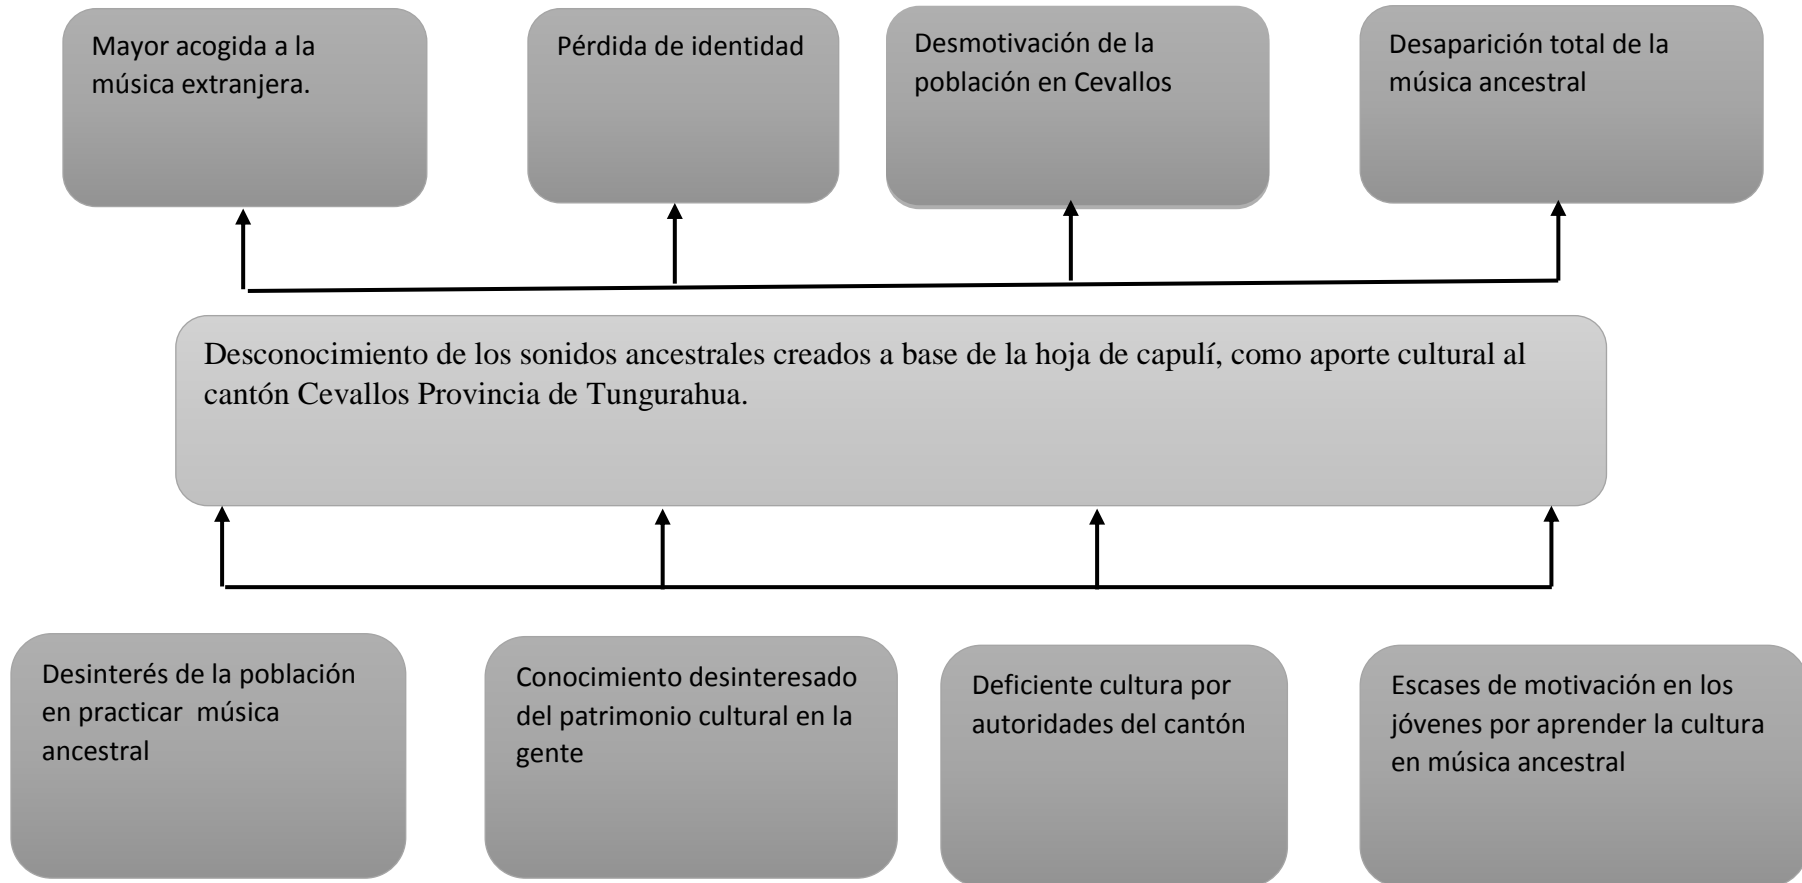 Mayor acogida a la
música extranjera.
Pérdida de identidad
Desmotivación de la
población en Cevallos
Desaparición total de la
música ancestral
Desconocimiento de los sonidos ancestrales creados a base de la hoja de capulí, como aporte cultural al
cantón Cevallos Provincia de Tungurahua.
Desinterés de la población
en practicar  música
ancestral
Conocimiento desinteresado
del patrimonio cultural en la
gente
Deficiente cultura por
autoridades del cantón
Escases de motivación en los
jóvenes por aprender la cultura
en música ancestral